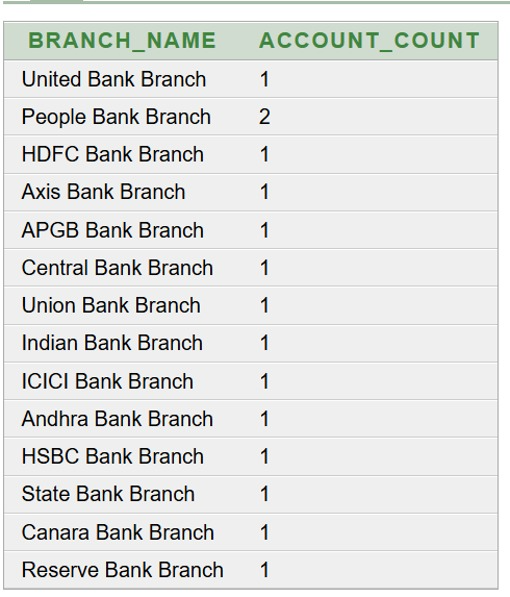 BRANCH_NAME ACCOUNT_COUNT
United Bank Branch 1
People Bank Branch 2
HDFC Bank Branch 1
Axis Bank Branch 1
APGB Bank Branch 1
Central Bank Branch 1
Union Bank Branch 1
Indian Bank Branch 1
ICICI Bank Branch 1
Andhra Bank Branch 1
HSBC Bank Branch 1
State Bank Branch 1
Canara Bank Branch 1
Reserve Bank Branch 1